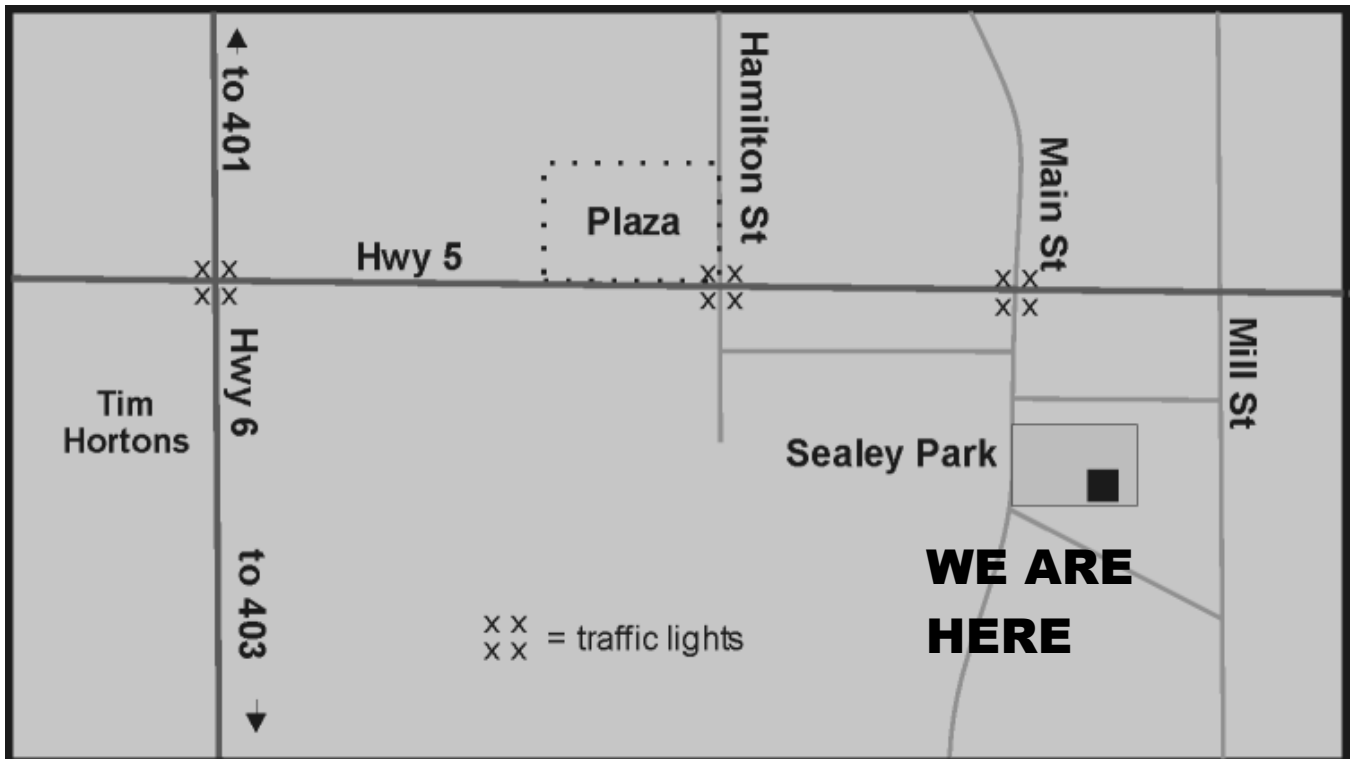 to 401
Hamilton St
Main St
Plaza
Hwy 5
x x
x x
x x
x x
x x
x x
Hwy 6
Mill St
Tim
Hortons
Sealey Park
to 403
WE ARE
HERE
x x
x x = traffic lights